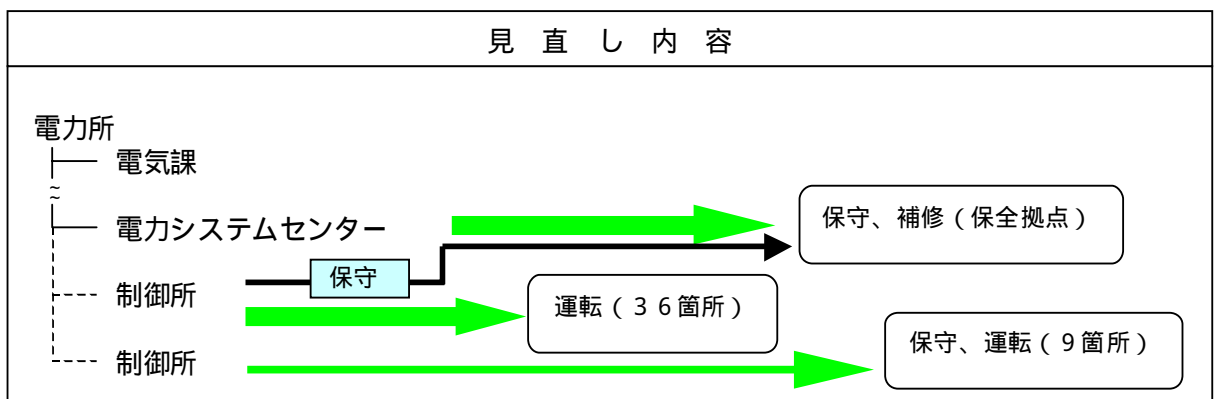 見 直 し 内 容
電力所
電気課
電力システムセンター
保守、補修（保全拠点）
保守
制御所
運転（３６箇所）
保守、運転（９箇所）
制御所